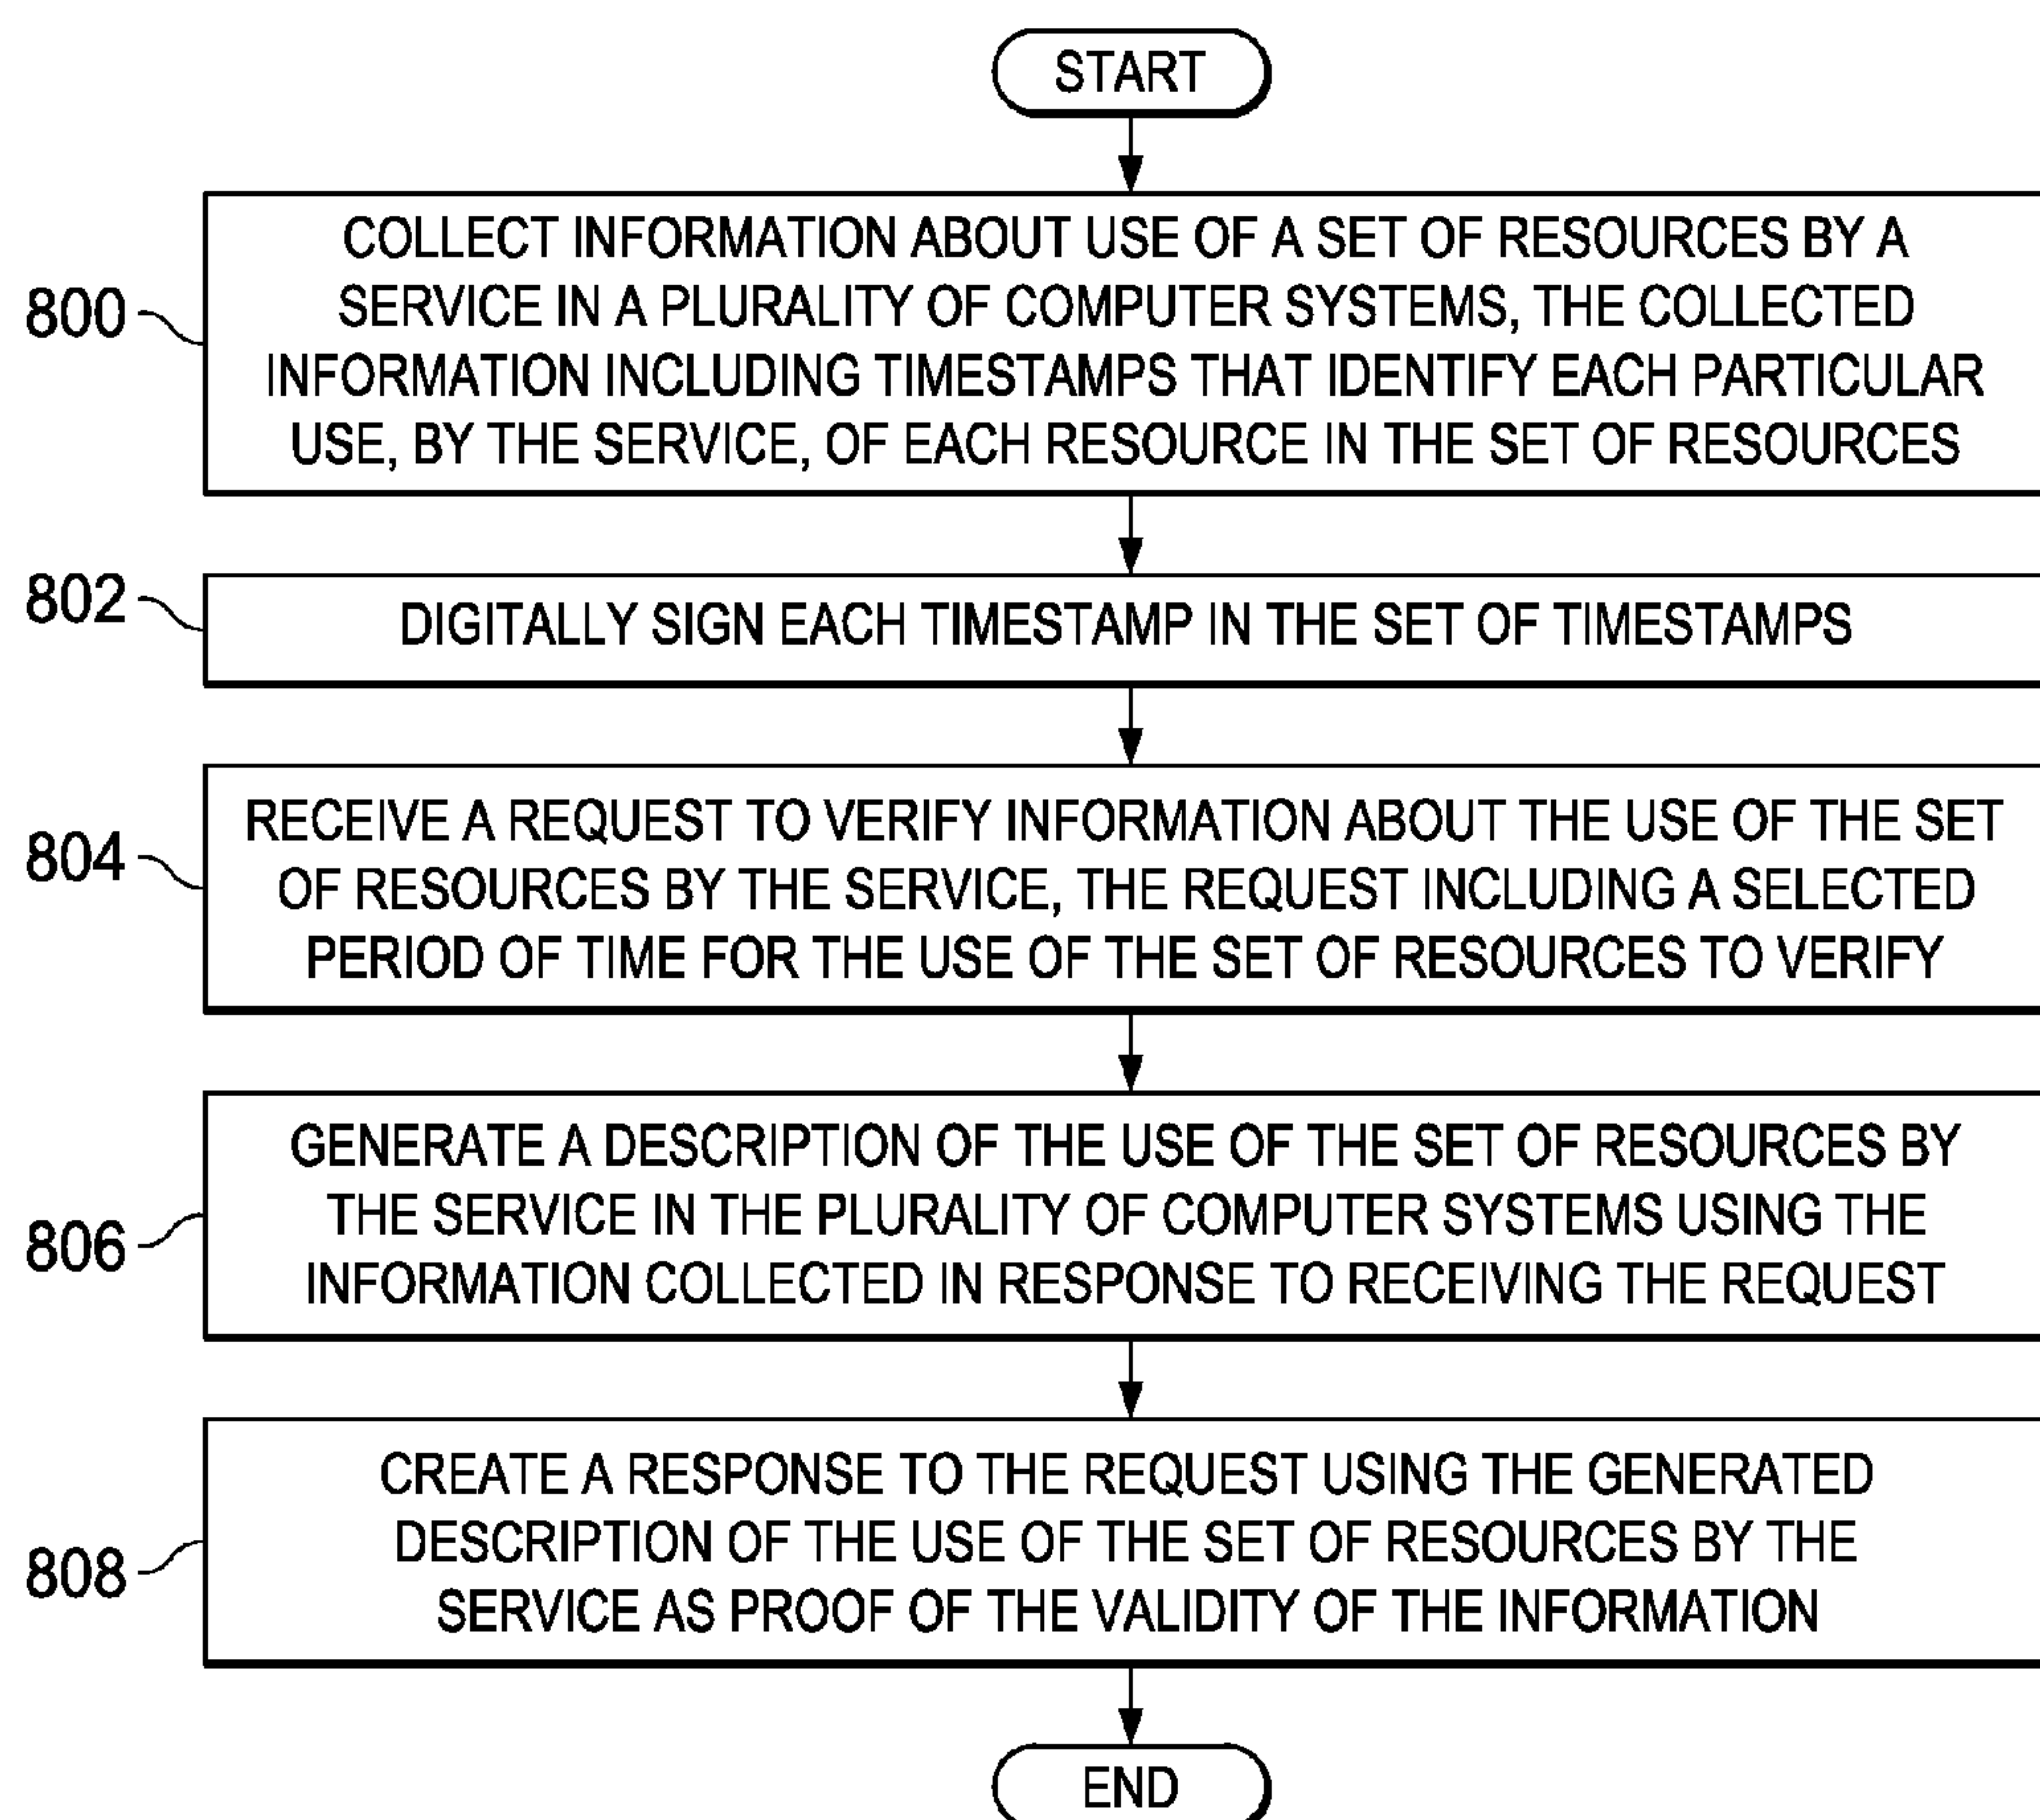 START
800
COLLECT INFORMATION ABOUT USE OF A SET OF RESOURCES BY A
SERVICE IN A PLURALITY OF COMPUTER SYSTEMS, THE COLLECTED
INFORMATION INCLUDING TIMESTAMPS THAT IDENTIFY EACH PARTICULAR
USE, BY THE SERVICE, OF EACH RESOURCE IN THE SET OF RESOURCES
802
DIGITALLY SIGN EACH TIMESTAMP IN THE SET OF TIMESTAMPS
804
RECEIVE A REQUEST TO VERIFY INFORMATION ABOUT THE USE OF THE SET
OF RESOURCES BY THE SERVICE, THE REQUEST INCLUDING A SELECTED
PERIOD OF TIME FOR THE USE OF THE SET OF RESOURCES TO VERIFY
806
GENERATE A DESCRIPTION OF THE USE OF THE SET OF RESOURCES BY
THE SERVICE IN THE PLURALITY OF COMPUTER SYSTEMS USING THE
INFORMATION COLLECTED IN RESPONSE TO RECEIVING THE REQUEST
808
CREATE A RESPONSE TO THE REQUEST USING THE GENERATED
DESCRIPTION OF THE USE OF THE SET OF RESOURCES BY THE
SERVICE AS PROOF OF THE VALIDITY OF THE INFORMATION
END